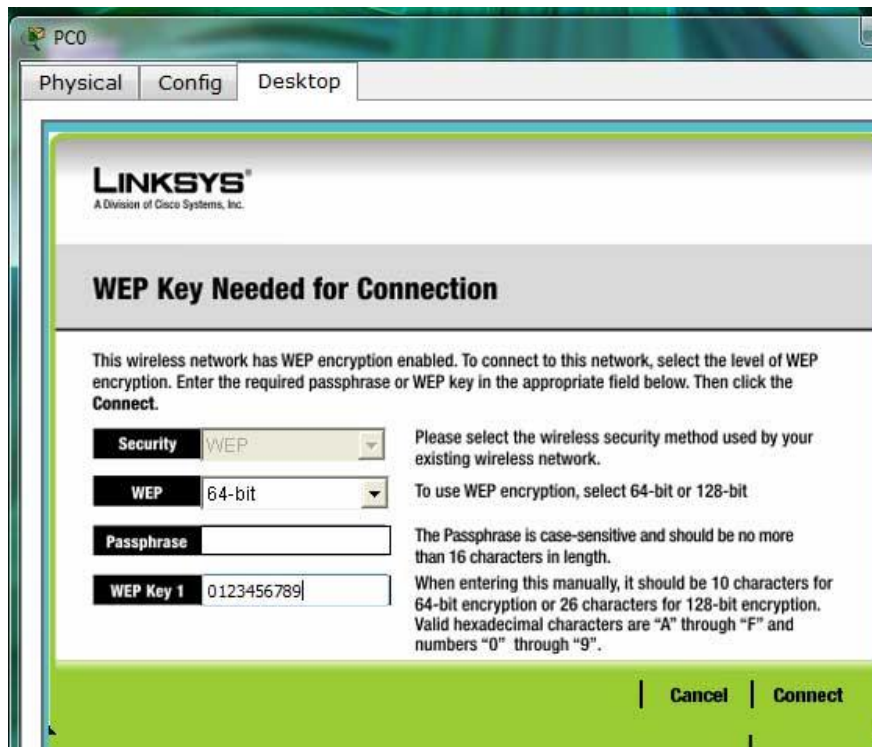 PC0
Physical Config Desktop
LINKSYS®
A Division of Cisco Systems, Inc.
WEP Key Needed for Connection
This wireless network has WEP encryption enabled. To connect to this network, select the level of WEP
encryption. Enter the required passphrase or WEP key in the appropriate field below. Then click the
Connect.
Security WEP
Please select the wireless security method used by your
existing wireless network.
WEP 64-bit
To use WEP encryption, select 64-bit or 128-bit
Passphrase
The Passphrase is case-sensitive and should be no more
than 16 characters in length.
WEP Key 1 0123456789
When entering this manually, it should be 10 characters for
64-bit encryption or 26 characters for 128-bit encryption.
Valid hexadecimal characters are "A" through "F" and
numbers "0" through "9".
Cancel Connect